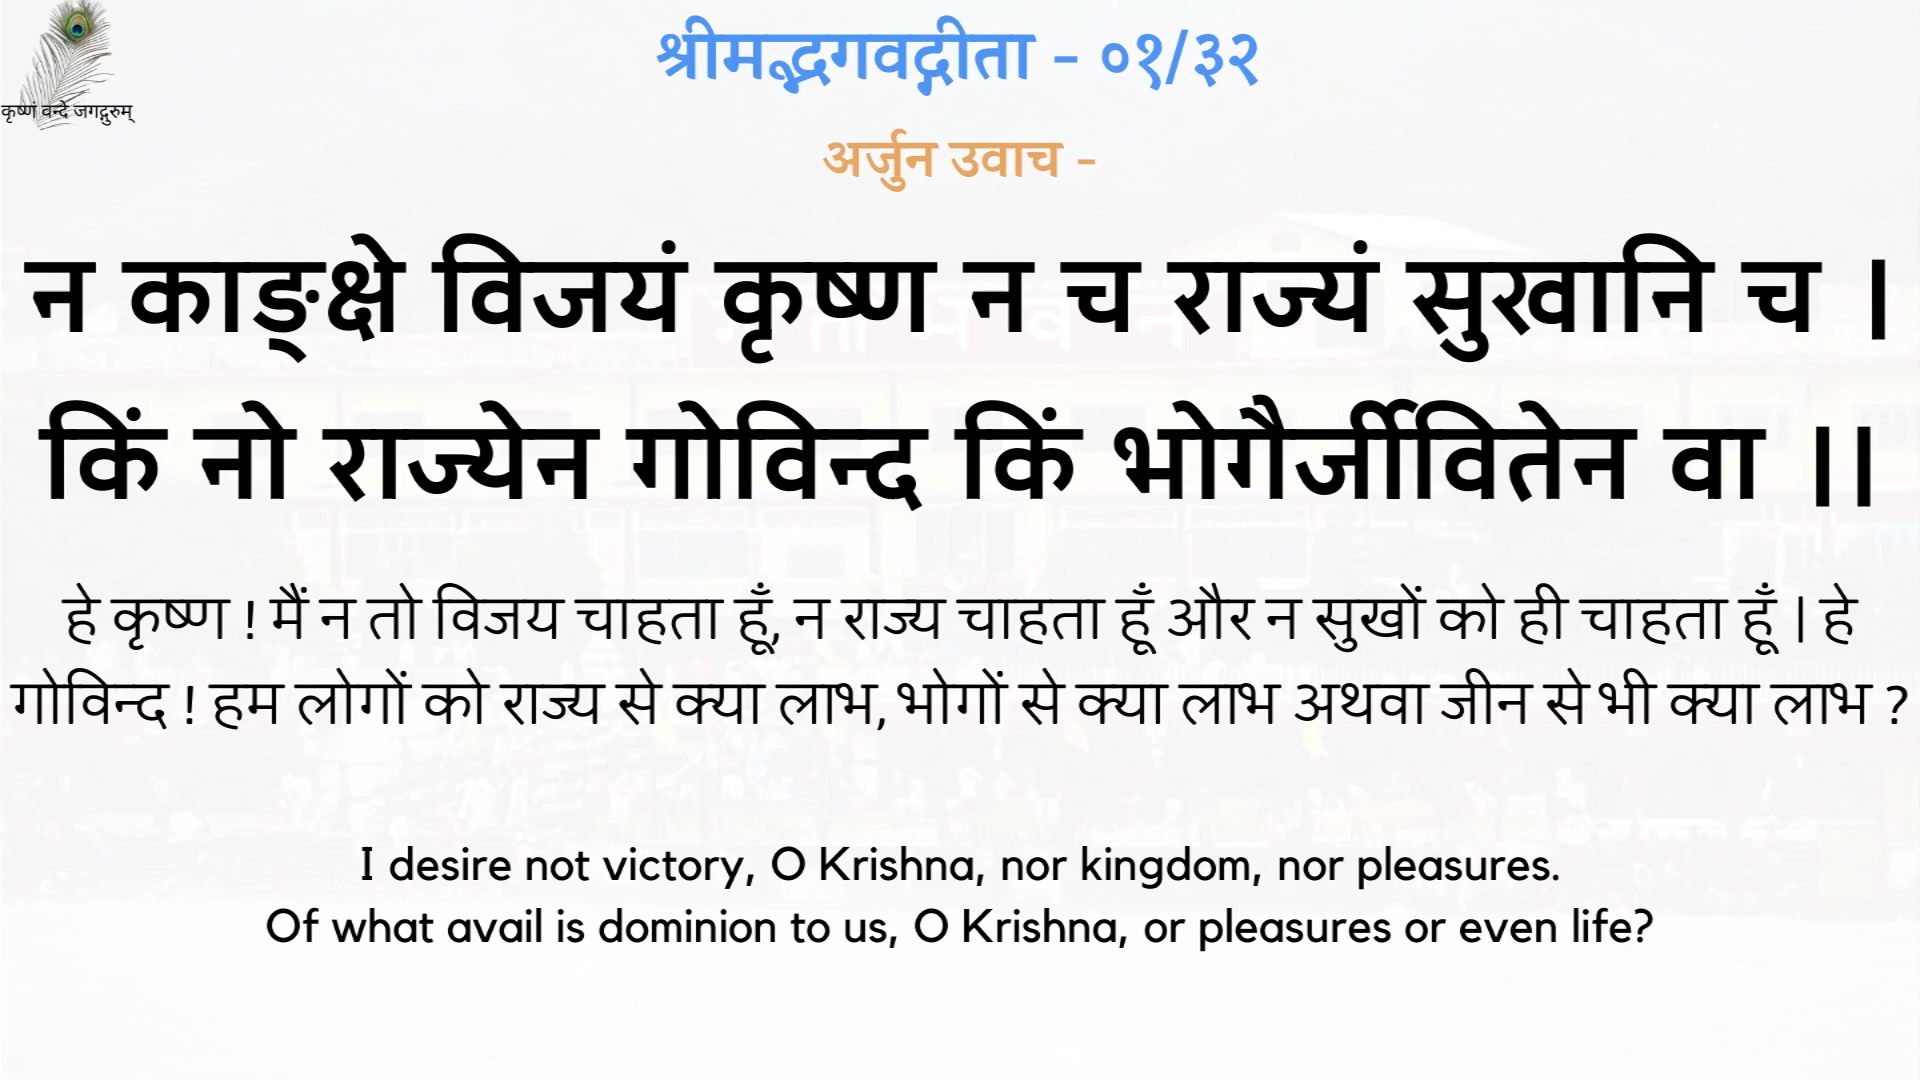 श्रीमद्भगवद्गीता - ०१/३२
कृष्णं वन्दे जगद्गुरुम्
अर्जुन उवाच -
न काङ्क्षे विजयं कृष्ण न च राज्यं सुखानि च |
किं नो राज्येन गोविन्द किं भोगैर्जीवितेन वा ||
हे कृष्ण ! मैं न तो विजय चाहता हूँ, न राज्य चाहता हूँ और न सुखों को ही चाहता हूँ | हे
गोविन्द ! हम लोगों को राज्य से क्या लाभ, भोगों से क्या लाभ अथवा जीन से भी क्या लाभ ?
I desire not victory, O Krishna, nor kingdom, nor pleasures.
Of what avail is dominion to us, O Krishna, or pleasures or even life?